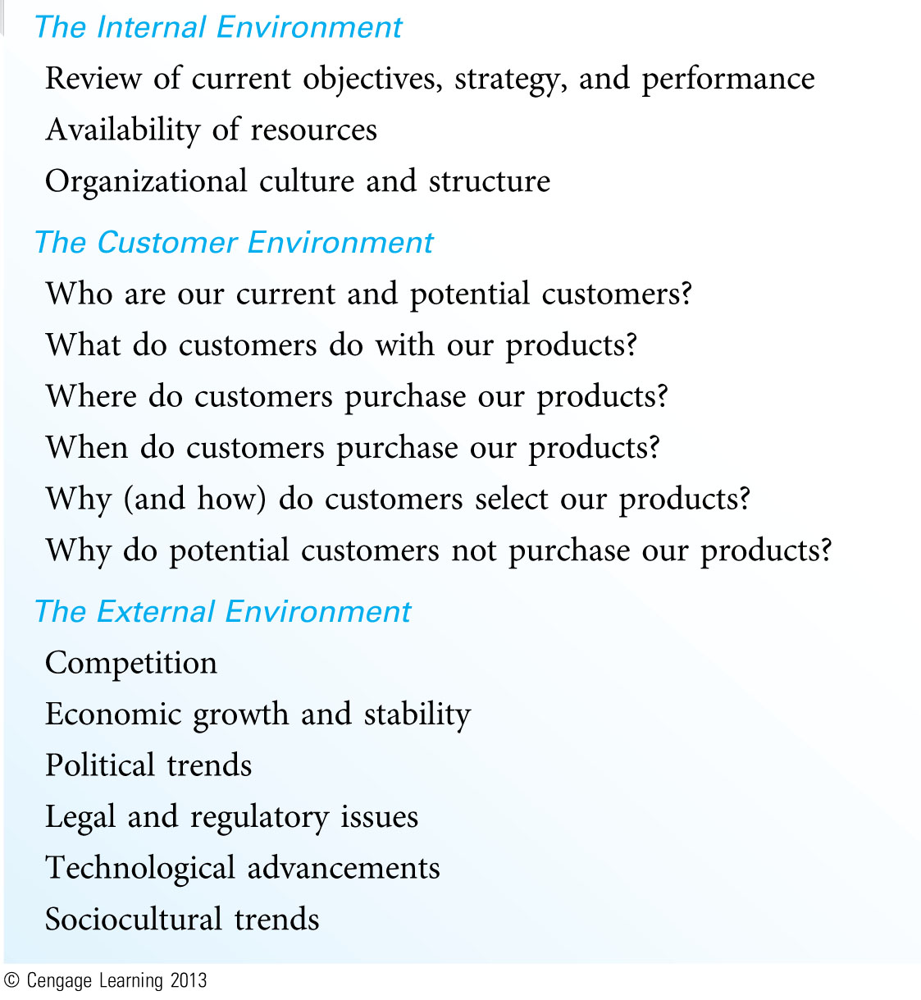 The Internal Environment
Review of current objectives, strategy, and performance
Availability of resources
Organizational culture and structure
The Customer Environment
Who are our current and potential customers?
What do customers do with our products?
Where do customers purchase our products?
When do customers purchase our products?
Why (and how) do customers select our products?
Why do potential customers not purchase our products?
The External Environment
Competition
Economic growth and stability
Political trends
Legal and regulatory issues
Technological advancements
Sociocultural trends
© Cengage Learning 2013